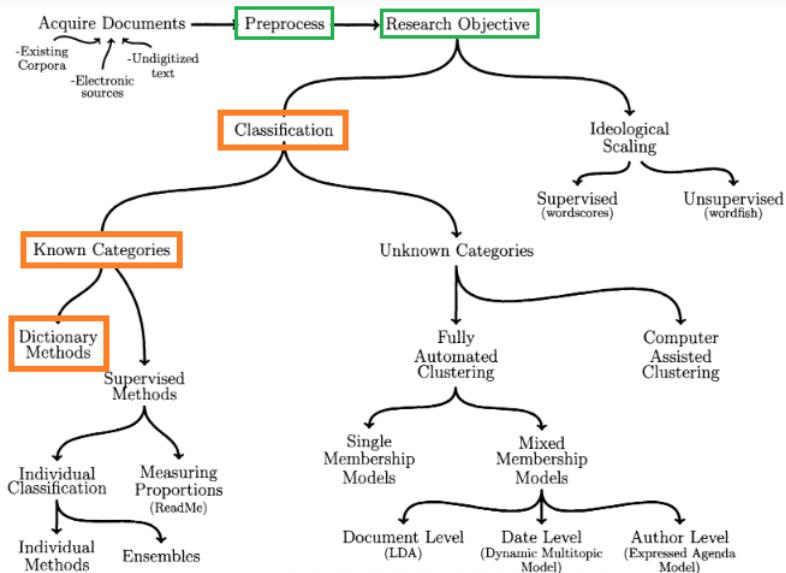 Acquire Documents
Preprocess
Research Objective
-Existing
Corpora
-Undigitized
text
-Electronic
sources
Classification
Ideological
Scaling
Supervised
(wordscores)
Unsupervised
(wordfish)
Known Categories
Unknown Categories
Dictionary
Methods
Fully
Automated
Clustering
Computer
Assisted
Clustering
Supervised
Methods
Single
Membership
Models
Mixed
Membership
Models
Individual
Classification
Measuring
Proportions
(ReadMe)
Individual
Methods
Ensembles
Document Level
(LDA)
Date Level
(Dynamic Multitopic
Model)
Author Level
(Expressed Agenda
Model)